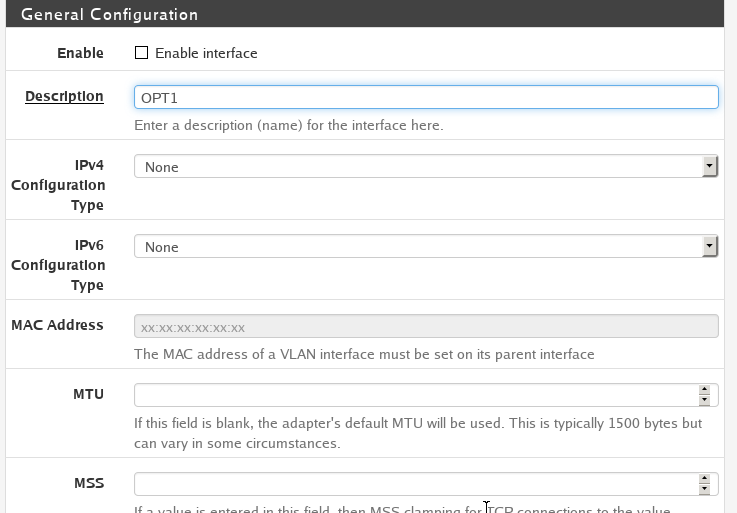 General Configuration
Enable
Enable interface
Description
OPT1
Enter a description (name) for the interface here.
IPv4
Configuration
Type
None
IPv6
Configuration
Type
None
MAC Address
xx:xx:xx:xx:xx:xx
The MAC address of a VLAN interface must be set on its parent interface
MTU
If this field is blank, the adapter's default MTU will be used. This is typically 1500 bytes but
can vary in some circumstances.
MSS
If a value is entered in this field, then MSS clamping for TCP connections to the value